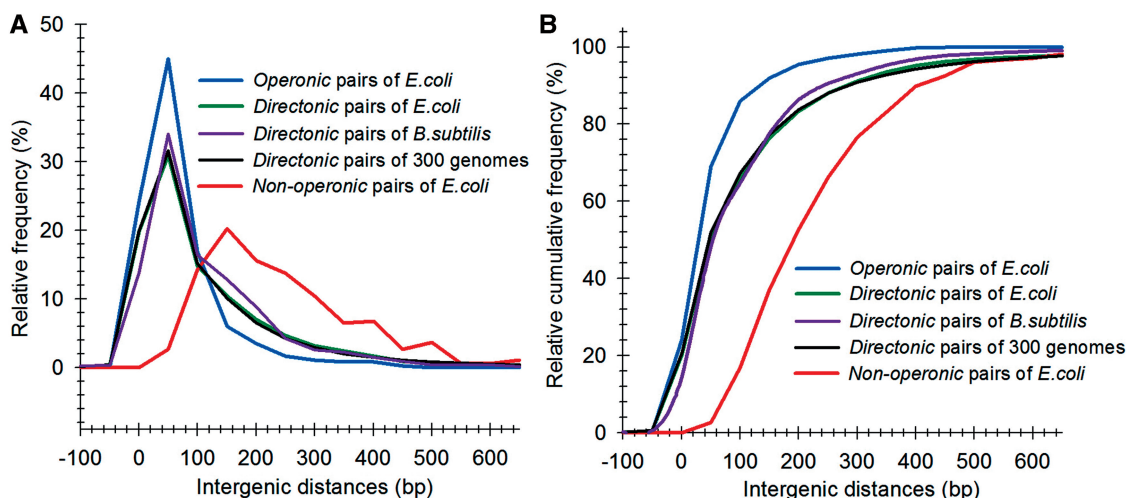 A
50
40
30
20
10
0
Relative frequency (%)
Operonic pairs of E.coli
Directonic pairs of E.coli
Directonic pairs of B.subtilis
Directonic pairs of 300 genomes
Non-operonic pairs of E.coli
-100 0 100 200 300 400 500 600
Intergenic distances (bp)
B
100
80
60
40
20
0
Relative cumulative frequency (%)
Operonic pairs of E.coli
Directonic pairs of E.coli
Directonic pairs of B.subtilis
Directonic pairs of 300 genomes
Non-operonic pairs of E.coli
-100 0 100 200 300 400 500 600
Intergenic distances (bp)